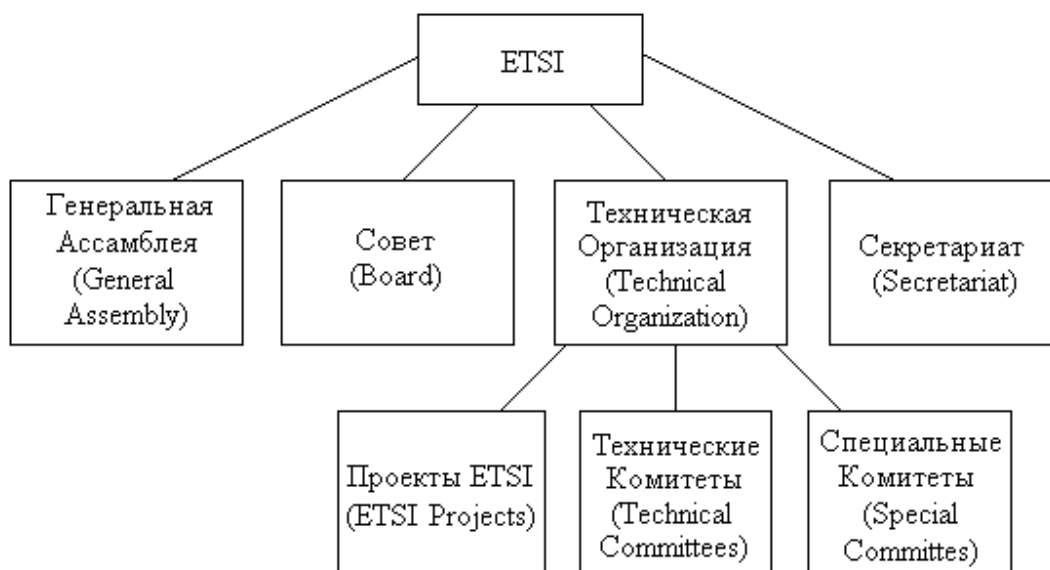 ETSI
Генеральная
Ассамблея
(General
Assembly)
Совет
(Board)
Техническая
Организация
(Technical
Organization)
Секретариат
(Secretariat)
Проекты ETSI
(ETSI Projects)
Технические
Комитеты
(Technical
Committees)
Специальные
Комитеты
(Special
Committes)